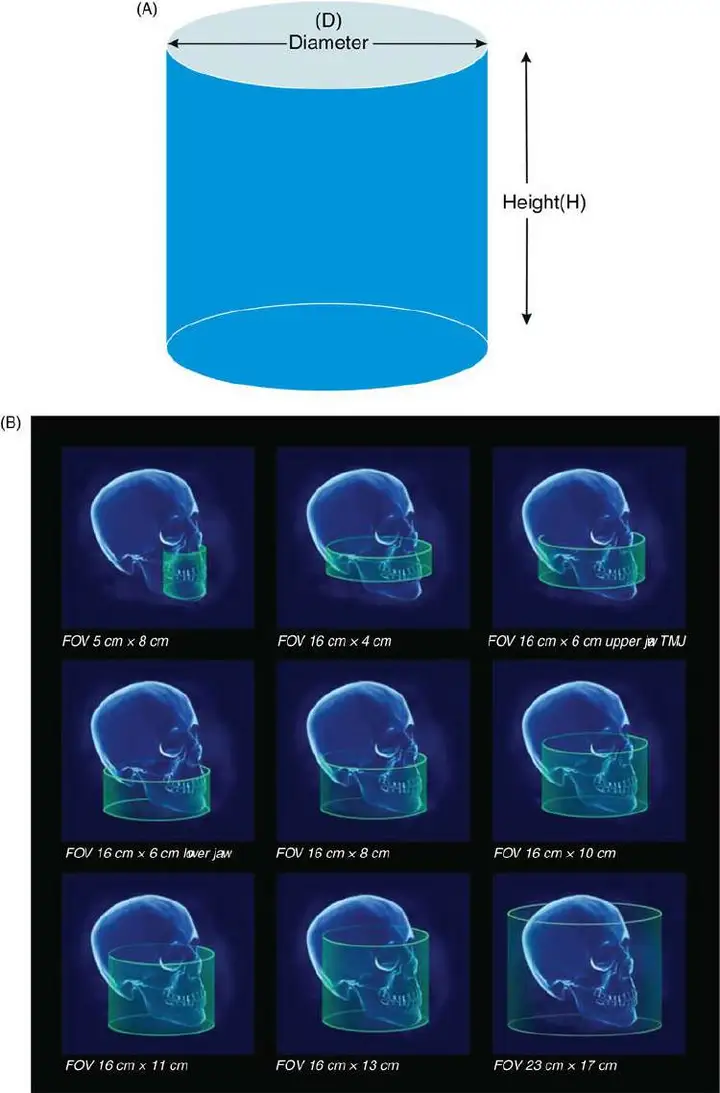 (A)
(D)
Diameter
Height(H)
(B)
FOV 5 cm × 8 cm
FOV 16 cm × 4 cm
FOV 16 cm × 6 cm upper jaw TMJ
FOV 16 cm × 6 cm lower jaw
FOV 16 cm × 8 cm
FOV 16 cm × 10 cm
FOV 16 cm × 11 cm
FOV 16 cm × 13 cm
FOV 23 cm × 17 cm